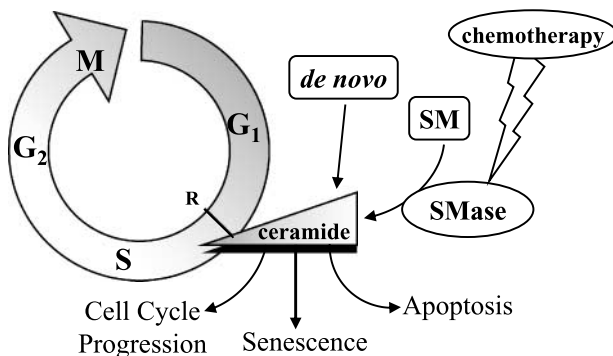 chemotherapy
M
de novo
G₂
G₁
SM
R
SMase
ceramide
S
Cell Cycle
Progression
Senescence
Apoptosis